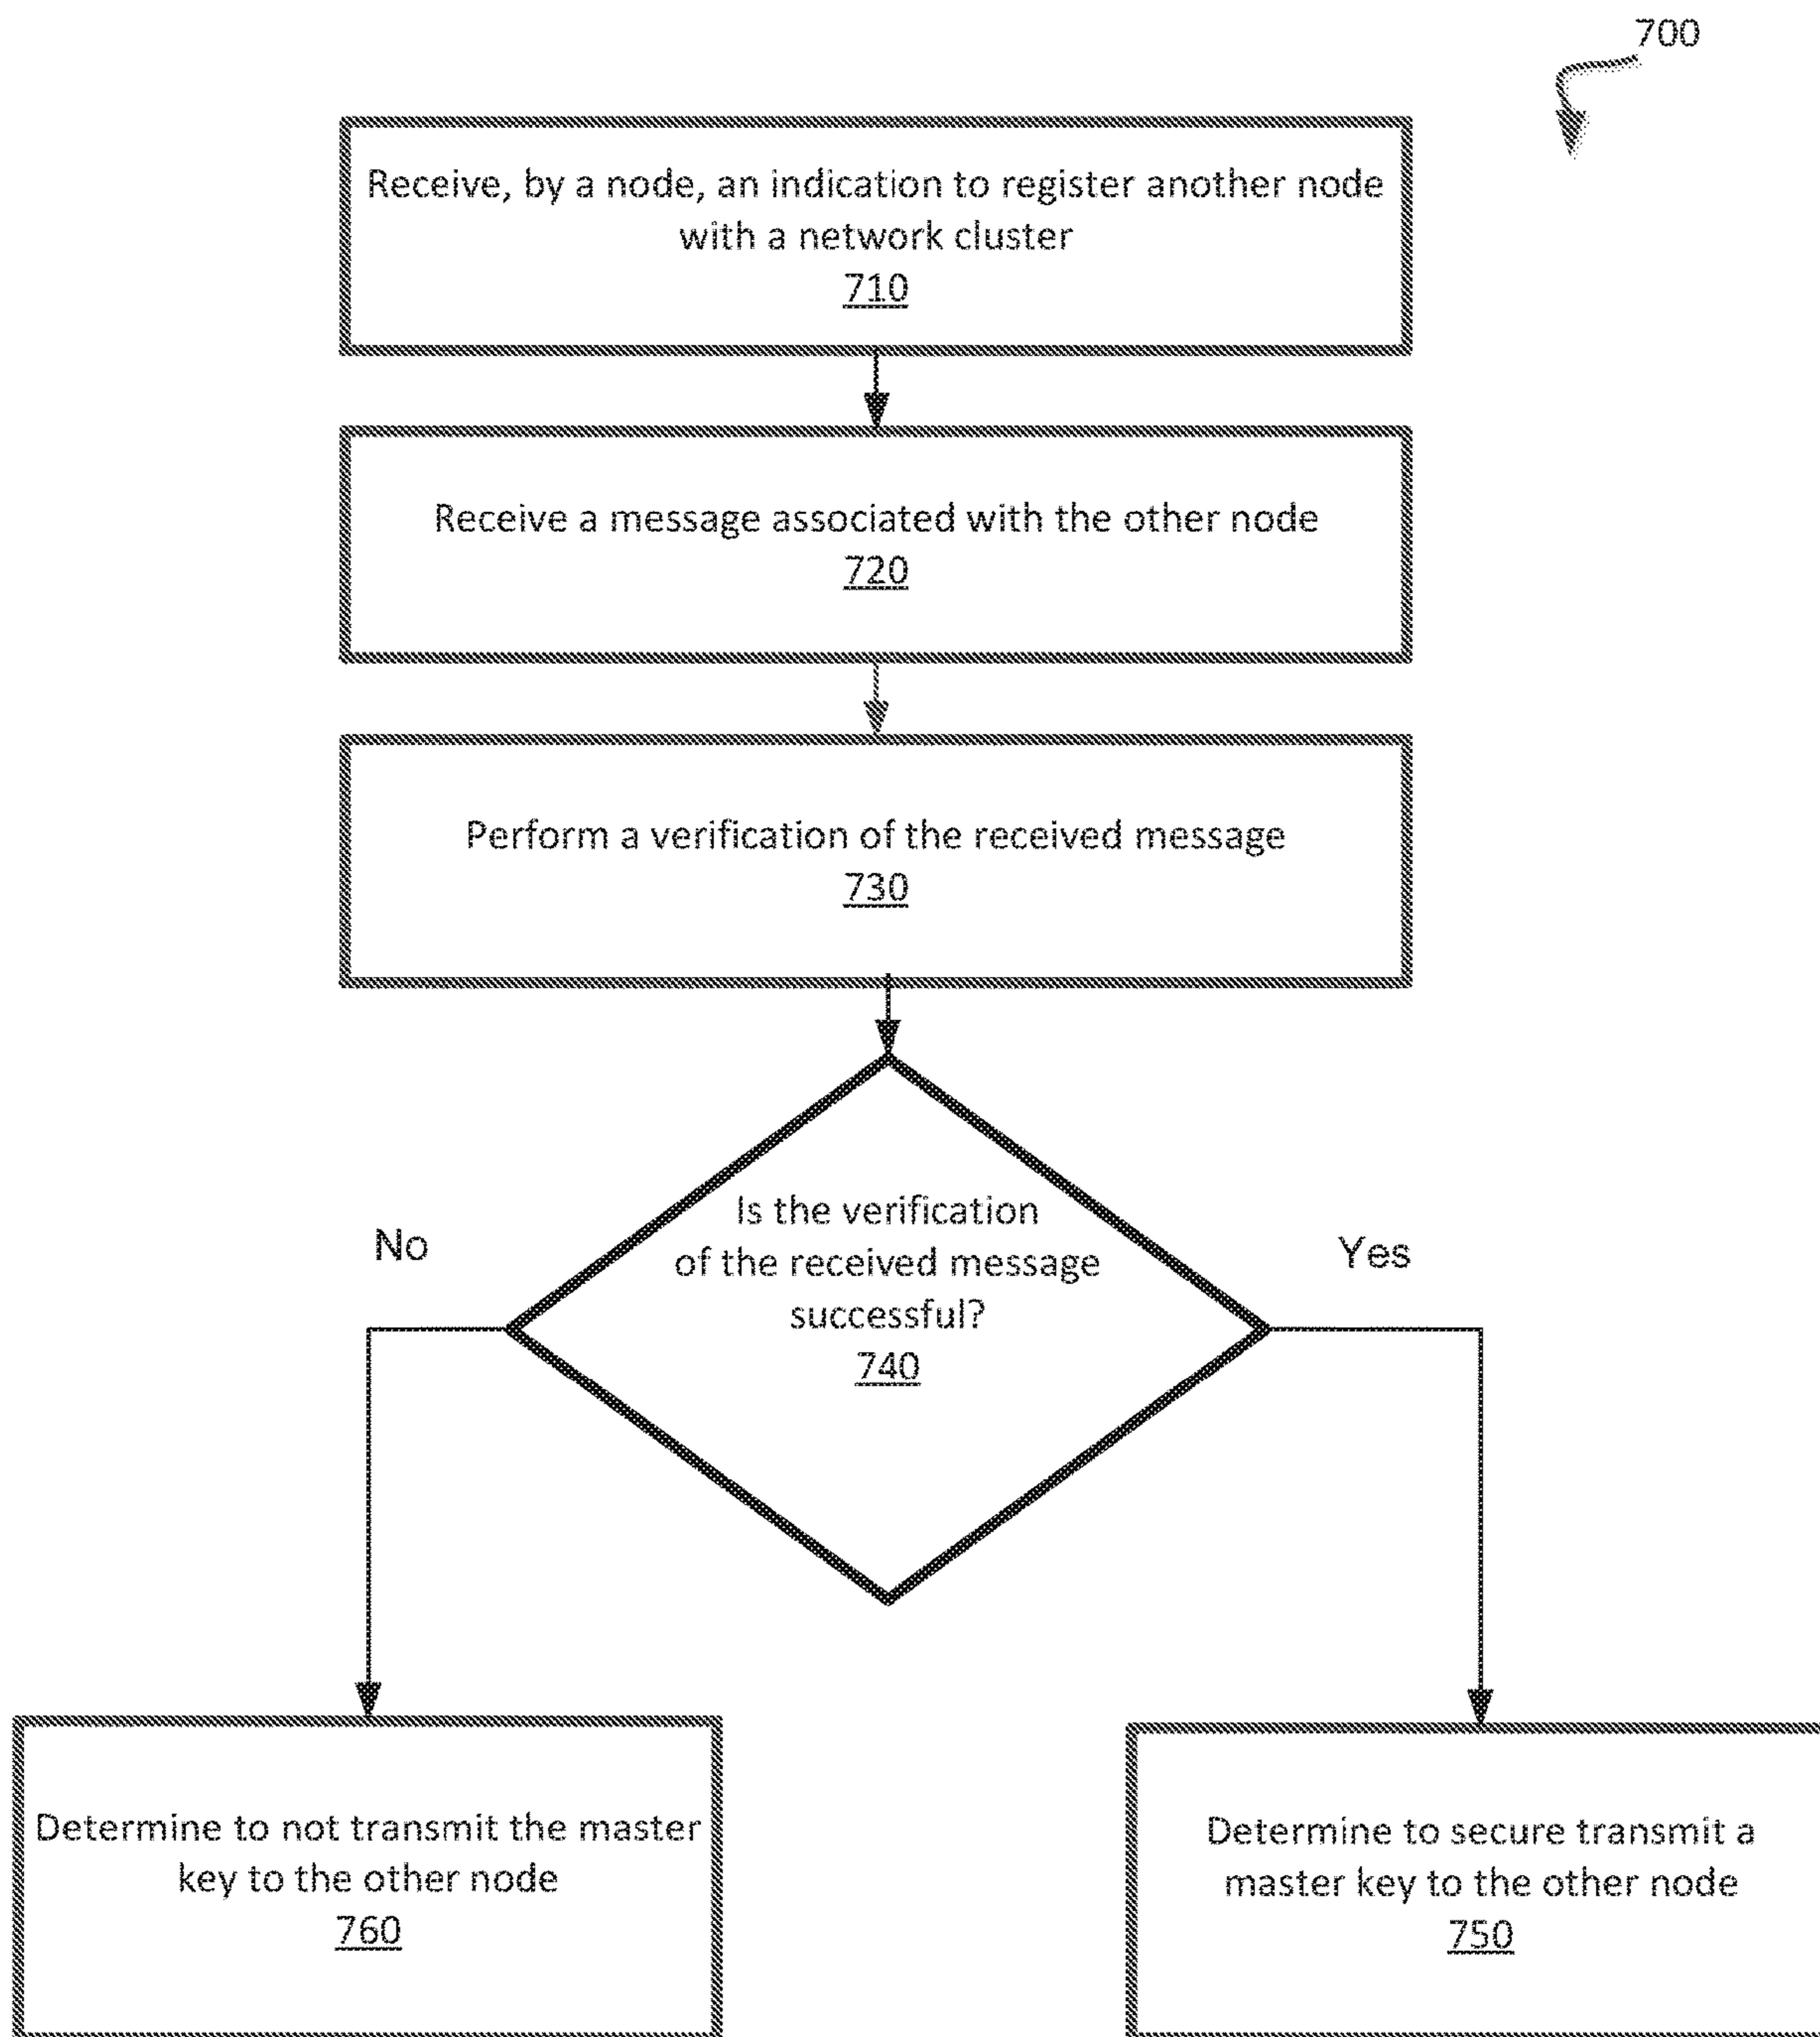 700
Receive, by a node, an indication to register another node
with a network cluster
710
Receive a message associated with the other node
720
Perform a verification of the received message
730
Is the verification
of the received message
successful?
740
No
Yes
Determine to not transmit the master
key to the other node
760
Determine to secure transmit a
master key to the other node
750